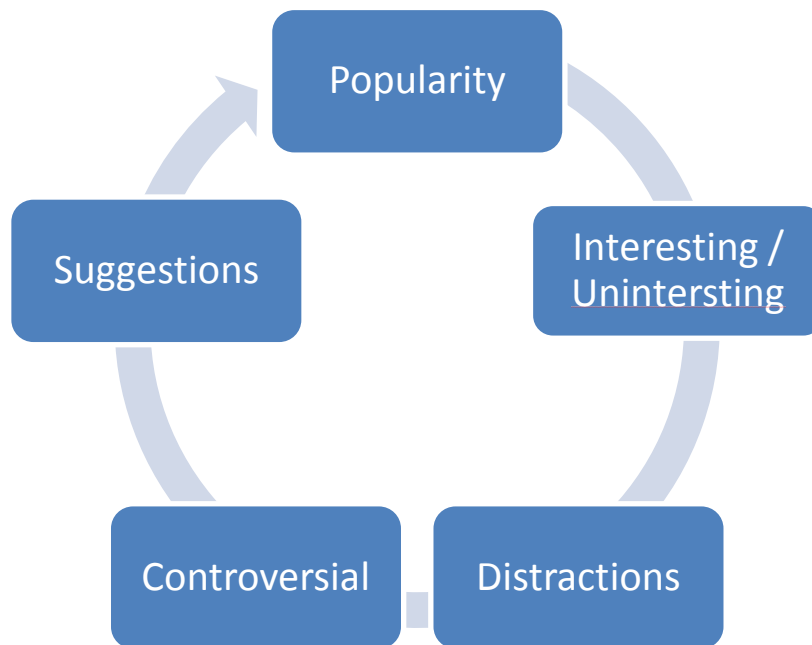 Popularity
Interesting /
Unintersting
Distractions
Controversial
Suggestions